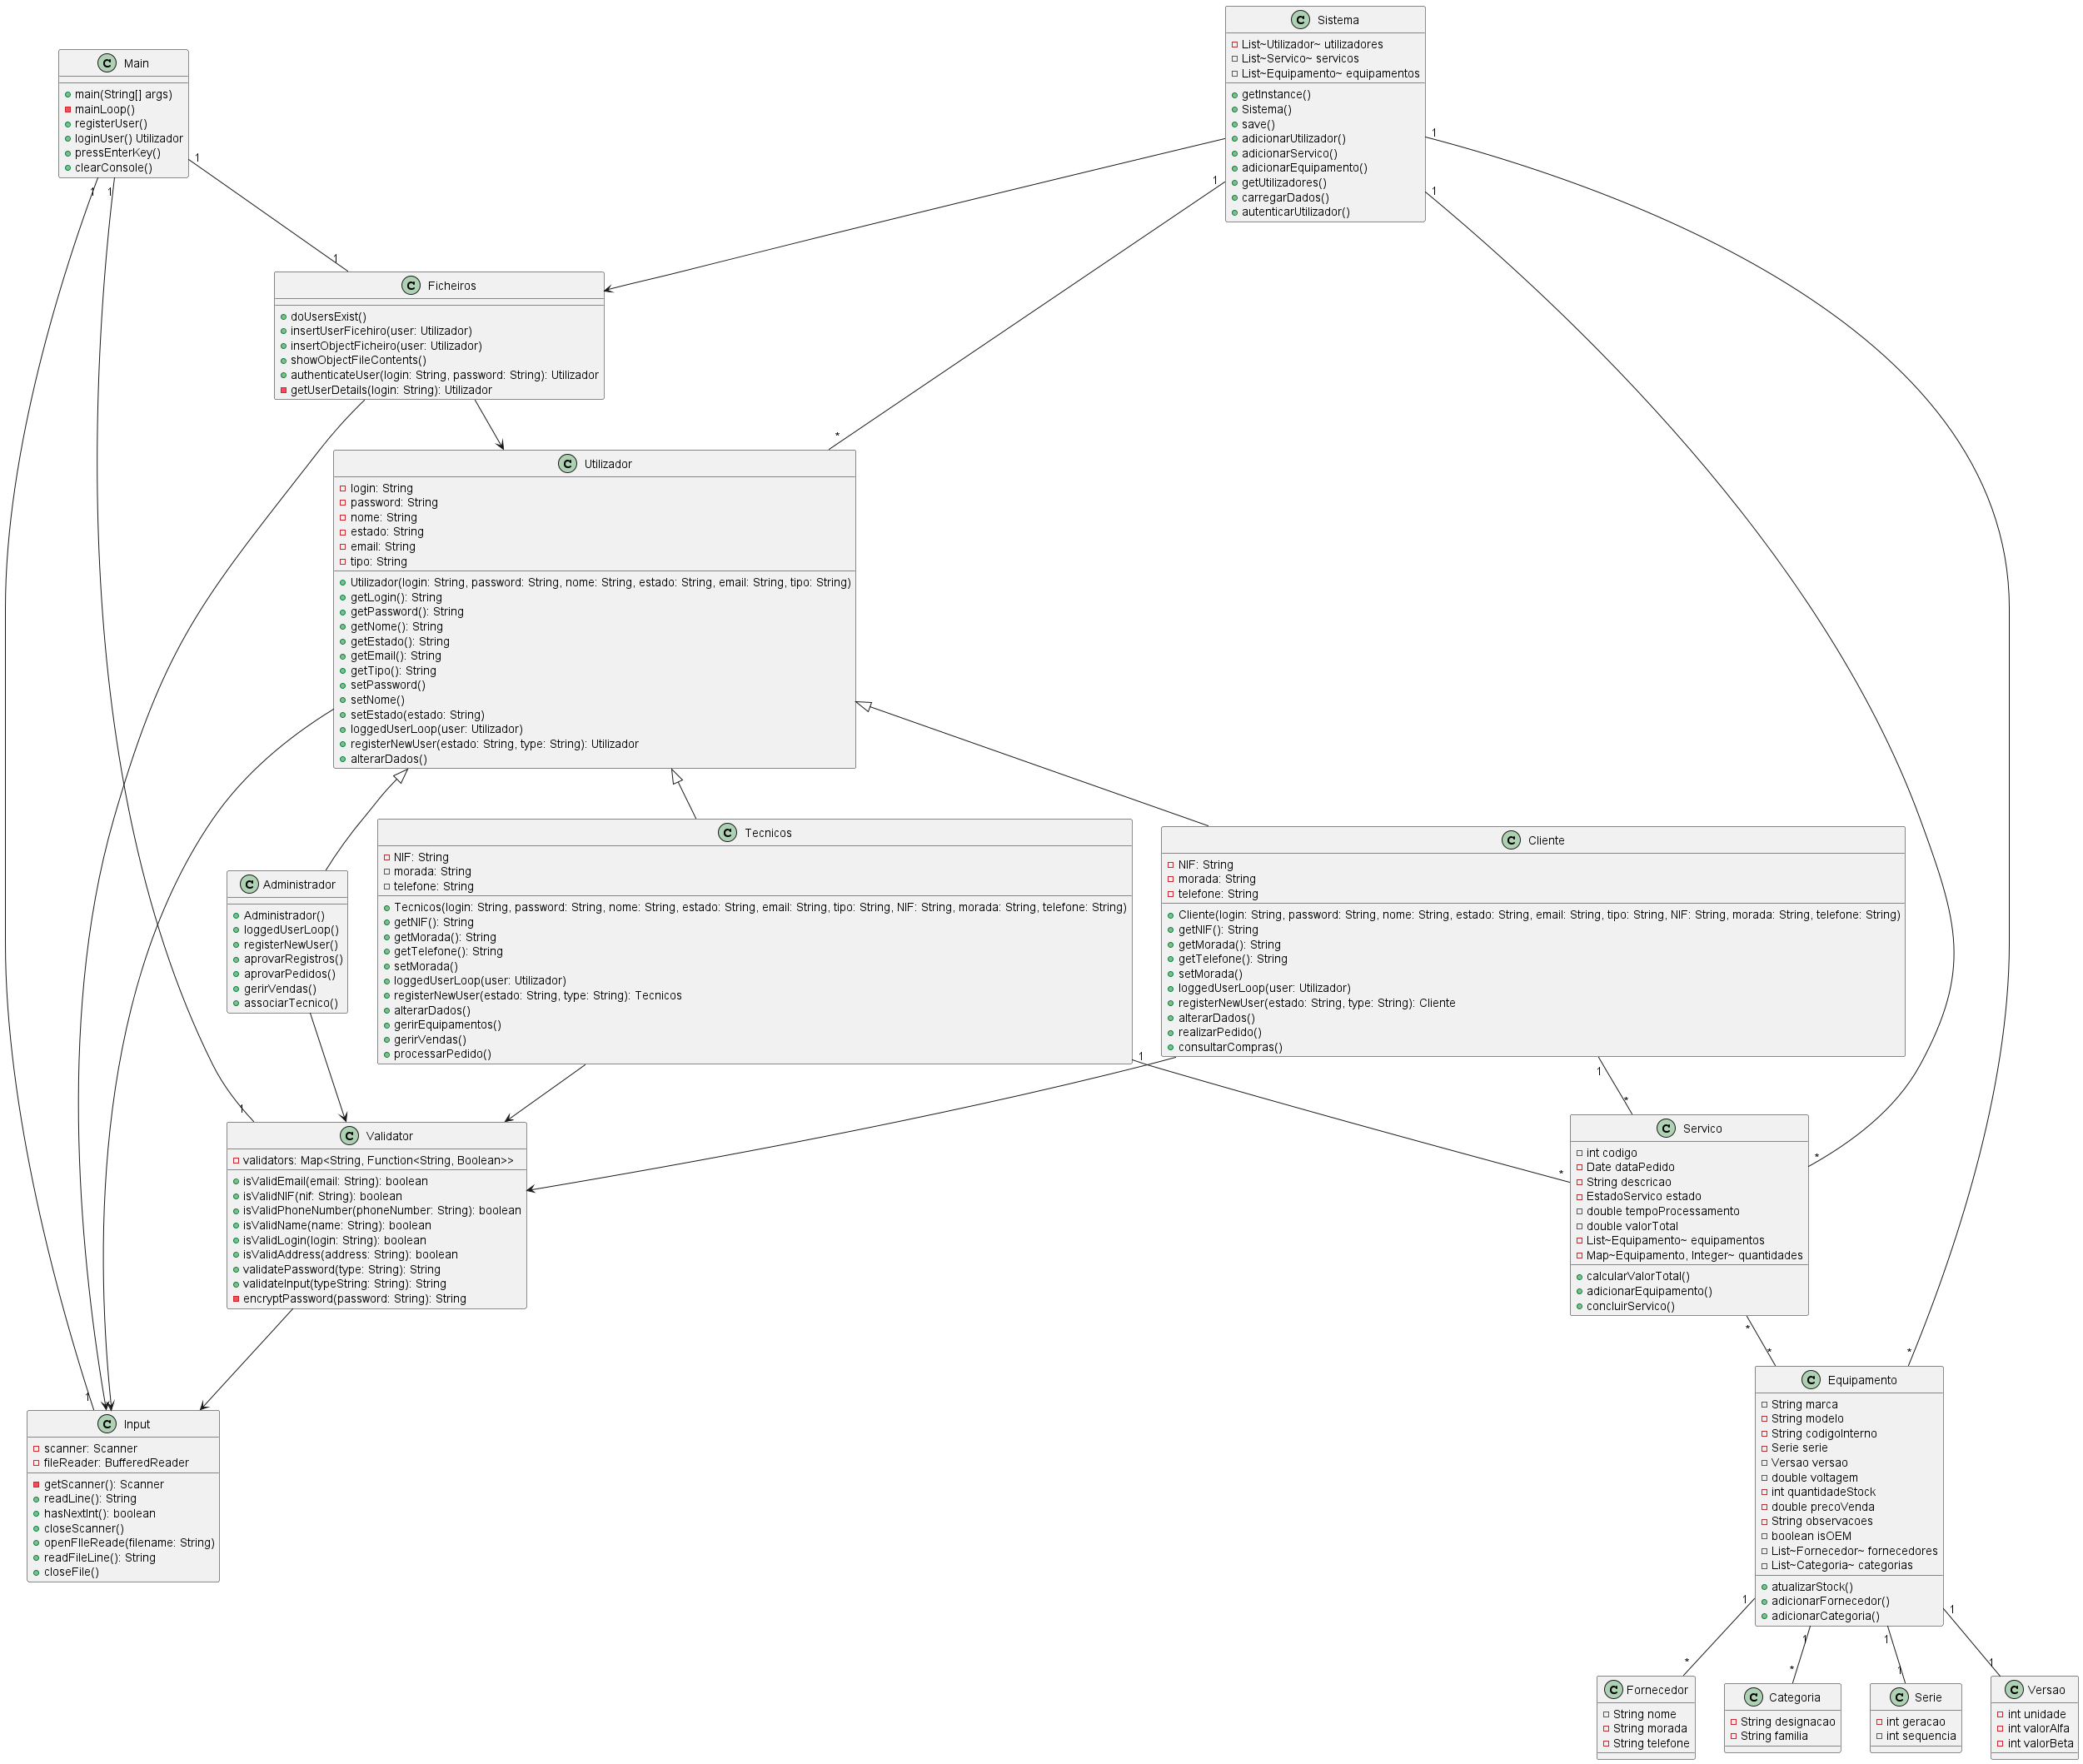 C Sistema
List~Utilizador~ utilizadores
List~Servico~ servicos
List~Equipamento~ equipamentos
getInstance()
Sistema()
save()
adicionarUtilizador()
adicionarServico()
adicionarEquipamento()
getUtilizadores()
carregarDados()
autenticarUtilizador()
1
1
1
C Main
main(String[] args)
mainLoop()
registerUser()
loginUser() Utilizador
pressEnterKey()
clearConsole()
1
1
1
1
C Ficheiros
doUsersExist()
insertUserFicehiro(user: Utilizador)
insertObjectFicheiro(user: Utilizador)
showObjectFileContents()
authenticateUser(login: String, password: String): Utilizador
getUserDetails(login: String): Utilizador
*
C Utilizador
login: String
password: String
nome: String
estado: String
email: String
tipo: String
Utilizador(login: String, password: String, nome: String, estado: String, email: String, tipo: String)
getLogin(): String
getPassword(): String
getNome(): String
getEstado(): String
getEmail(): String
getTipo(): String
setPassword()
setNome()
setEstado(estado: String)
loggedUserLoop(user: Utilizador)
registerNewUser(estado: String, type: String): Utilizador
alterarDados()
C Administrador
Administrador()
loggedUserLoop()
registerNewUser()
aprovarRegistros()
aprovarPedidos()
gerirVendas()
associarTecnico()
C Tecnicos
NIF: String
morada: String
telefone: String
Tecnicos(login: String, password: String, nome: String, estado: String, email: String, tipo: String, NIF: String, morada: String, telefone: String)
getNIF(): String
getMorada(): String
getTelefone(): String
setMorada()
loggedUserLoop(user: Utilizador)
registerNewUser(estado: String, type: String): Tecnicos
alterarDados()
gerirEquipamentos()
gerirVendas()
processarPedido()
1
C Cliente
NIF: String
morada: String
telefone: String
Cliente(login: String, password: String, nome: String, estado: String, email: String, tipo: String, NIF: String, morada: String, telefone: String)
getNIF(): String
getMorada(): String
getTelefone(): String
setMorada()
loggedUserLoop(user: Utilizador)
registerNewUser(estado: String, type: String): Cliente
alterarDados()
realizarPedido()
consultarCompras()
1
*
*
*
1
C Validator
validators: Map<String, Function<String, Boolean>>
isValidEmail(email: String): boolean
isValidNIF(nif: String): boolean
isValidPhoneNumber(phoneNumber: String): boolean
isValidName(name: String): boolean
isValidLogin(login: String): boolean
isValidAddress(address: String): boolean
validatePassword(type: String): String
validateInput(typeString: String): String
encryptPassword(password: String): String
C Servico
int codigo
Date dataPedido
String descricao
EstadoServico estado
double tempoProcessamento
double valorTotal
List~Equipamento~ equipamentos
Map~Equipamento, Integer~ quantidades
calcularValorTotal()
adicionarEquipamento()
concluirServico()
*
*
*
1
C Input
scanner: Scanner
fileReader: BufferedReader
getScanner(): Scanner
readLine(): String
hasNextInt(): boolean
closeScanner()
openFIleReade(filename: String)
readFileLine(): String
closeFile()
C Equipamento
String marca
String modelo
String codigoInterno
Serie serie
Versao versao
double voltagem
int quantidadeStock
double precoVenda
String observacoes
boolean isOEM
List~Fornecedor~ fornecedores
List~Categoria~ categorias
atualizarStock()
adicionarFornecedor()
adicionarCategoria()
1
1
1
1
*
*
1
1
C Fornecedor
String nome
String morada
String telefone
C Categoria
String designacao
String familia
C Serie
int geracao
int sequencia
C Versao
int unidade
int valorAlfa
int valorBeta